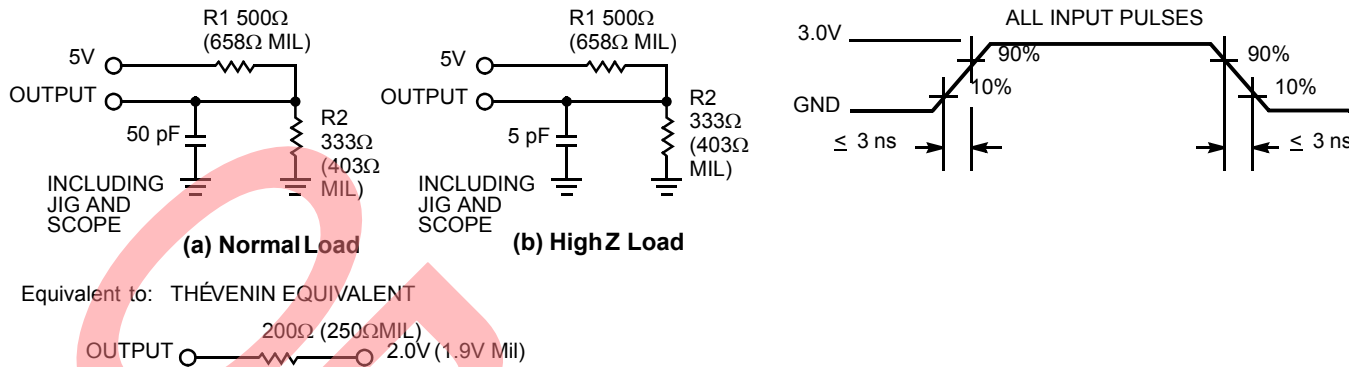 R1 500Ω
(658Ω MIL)
5V
OUTPUT
50 pF
R2
333Ω
(403Ω
MIL)
INCLUDING
JIG AND
SCOPE
(a) Normal Load
R1 500Ω
(658Ω MIL)
5V
OUTPUT
5 pF
R2
333Ω
(403Ω
MIL)
INCLUDING
JIG AND
SCOPE
(b) High Z Load
ALL INPUT PULSES
3.0V
90%
90%
10%
10%
GND
≤ 3 ns
≤ 3 ns
Equivalent to: THÉVENIN EQUIVALENT
200Ω (250ΩMIL)
OUTPUT
2.0V (1.9V Mil)